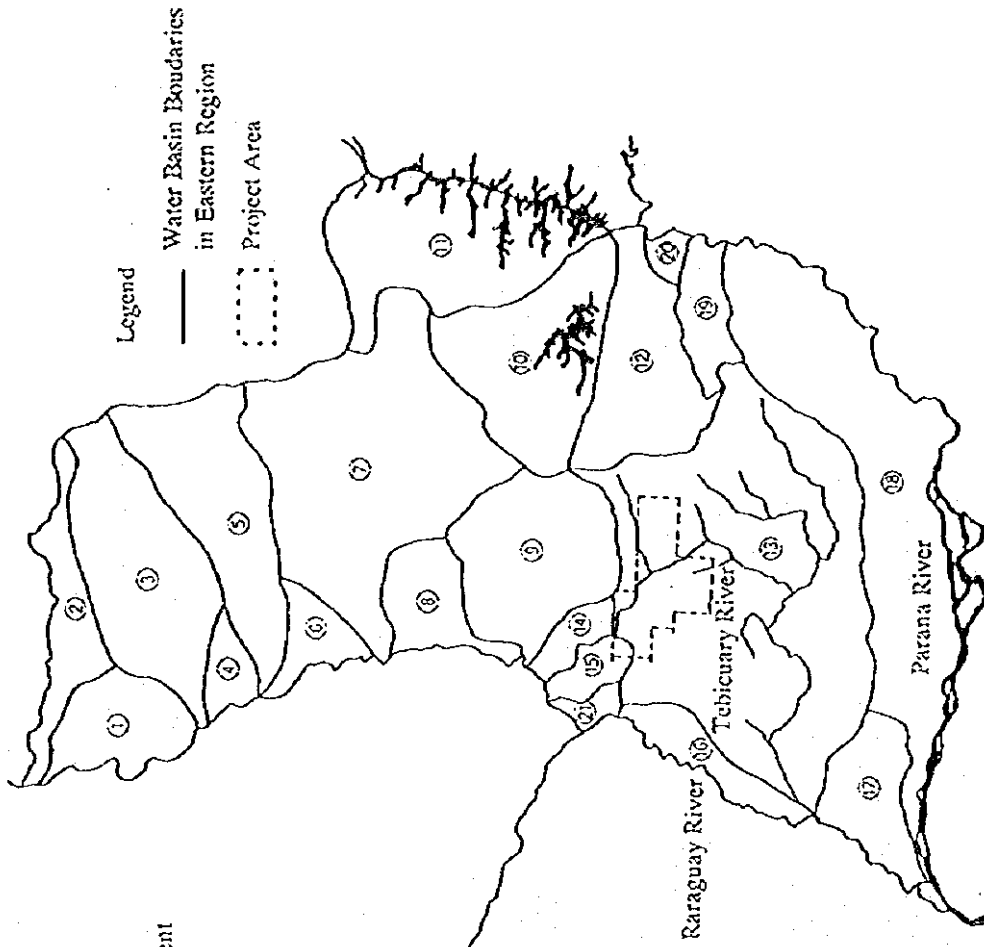 Legend
Water Basin Boudaries
in Eastern Region
Project Area
ent
①
②
③
④
⑤
⑥
⑦
⑧
⑨
⑩
⑪
⑫
⑬
⑭
⑮
⑯
⑰
⑱
⑲
⑳
㉑
Raraguay River
Tebicuary River
Parana River